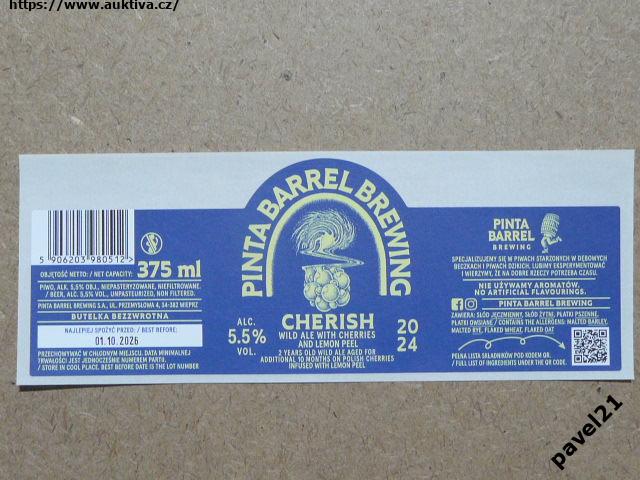 https://www.auktiva.cz/
5 906203 980512 >
OBJĘTOŚĆ NETTO: / NET CAPACITY: 375 ml
PIWO, ALK. 5,5% OBJ., NIEPASTERYZOWANE, NIEFILTROWANE.
/ BEER, ALC. 5,5% VOL., UNPASTEURIZED, NON FILTERED.
PINTA BARREL BREWING S.A., UL. PRZEMYSŁOWA 4, 34-382 WIEPRZ
BUTELKA BEZZWROTNA
NAJLEPIEJ SPOŻYĆ PRZED: / BEST BEFORE:
01.10.2026
PRZECHOWYWAĆ W CHŁODNYM MIEJSCU. DATA MINIMALNEJ
TRWAŁOŚCI JEST JEDNOCZEŚNIE NUMEREM PARTII.
/ STORE IN COOL PLACE. BEST BEFORE DATE IS THE LOT NUMBER
PINTA BARREL BREWING
CHERISH
ALC.
5.5%
VOL.
WILD ALE WITH CHERRIES
AND LEMON PEEL
2 YEARS OLD WILD ALE AGED FOR
ADDITIONAL 10 MONTHS ON POLISH CHERRIES
INFUSED WITH LEMON PEEL
20
24
PINTA
BARREL
BREWING
SPECJALIZUJEMY SIĘ W PIWACH STARZONYCH W DĘBOWYCH
BECZKACH I PIWACH DZIKICH. LUBIMY EKSPERYMENTOWAĆ
I WIERZYMY, ŻE NA DOBRE RZECZY POTRZEBA CZASU.
NIE UŻYWAMY AROMATÓW.
NO ARTIFICIAL FLAVOURINGS.
PINTA BARREL BREWING
ZAWIERA: SŁÓD JĘCZMIENNY, SŁÓD ŻYTNI, PŁATKI PSZENNE,
PŁATKI OWSIANE / CONTAINS THE ALLERGENS: MALTED BARLEY,
MALTED RYE, FLAKED WHEAT, FLAKED OAT
PEŁNA LISTA SKŁADNIKÓW POD KODEM QR.
/ FULL LIST OF INGREDIENTS UNDER THE QR CODE.
pavel21